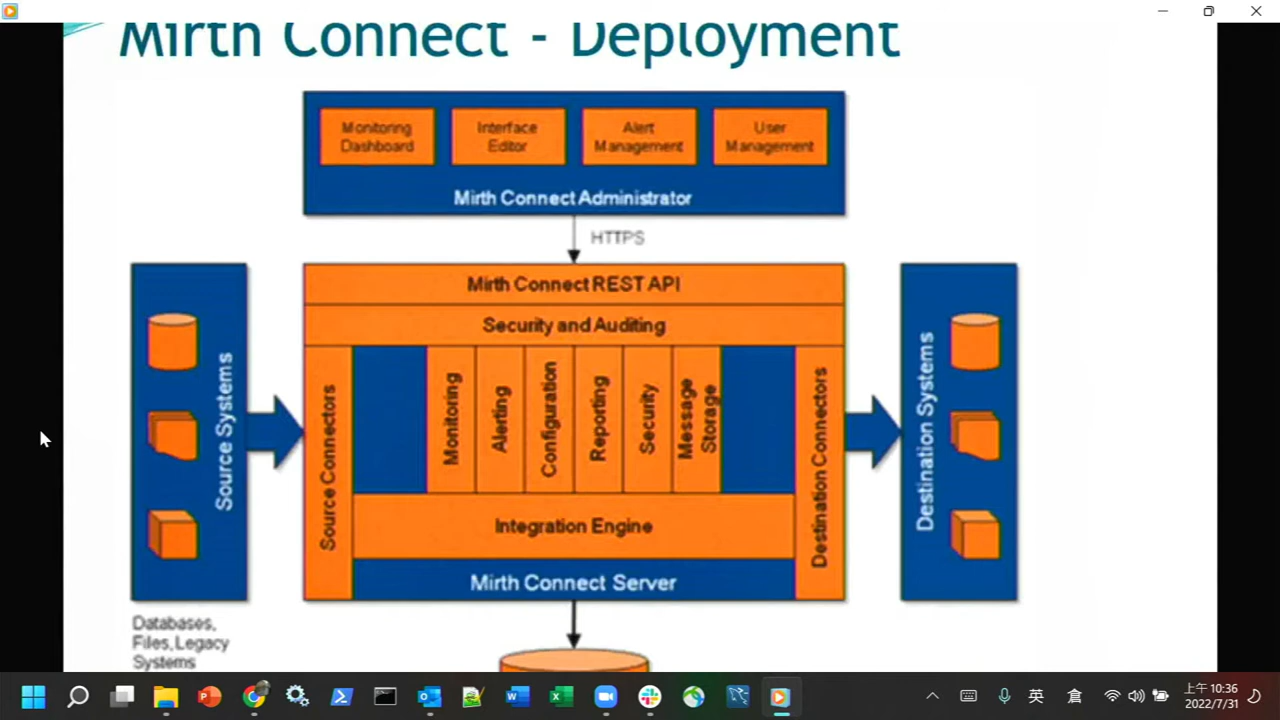 Mirth Connect - Deployment
Monitoring
Dashboard
Interface
Editor
Alert
Management
User
Management
Mirth Connect Administrator
HTTPS
Mirth Connect REST API
Security and Auditing
Source Systems
Source Connectors
Monitoring
Alerting
Configuration
Reporting
Security
Message
Storage
Destination Connectors
Destination Systems
Integration Engine
Mirth Connect Server
Databases,
Files, Legacy
Systems
英
倉
上午 10:36
2022/7/31